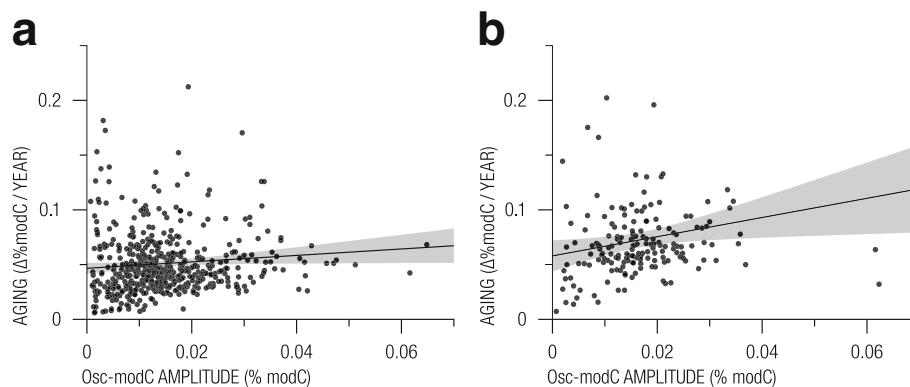 a
b
AGING (Δ%modC / YEAR)
0.2
0.1
0
0
0.02
0.04
0.06
Osc-modC AMPLITUDE (% modC)
AGING (Δ%modC / YEAR)
0.2
0.1
0
0
0.02
0.04
0.06
Osc-modC AMPLITUDE (% modC)